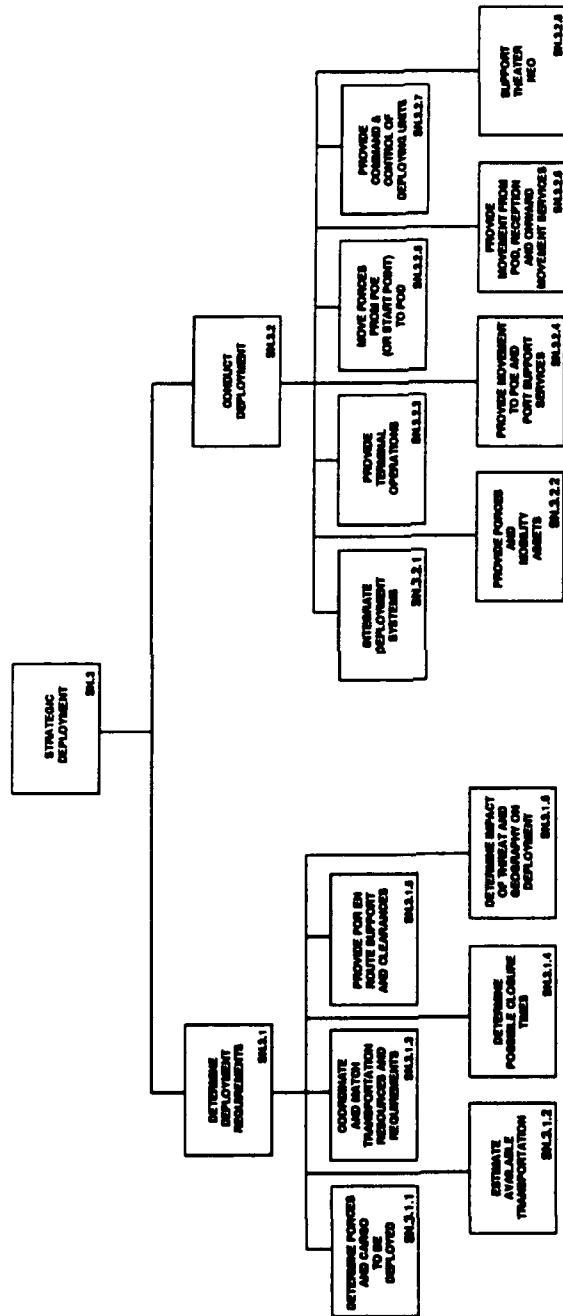 STRATEGIC
DEPLOYMENT
SN.3
DETERMINE
DEPLOYMENT
REQUIREMENTS
SN.3.1
CONDUCT
DEPLOYMENT
SN.3.2
DETERMINE FORCES
AND CARGO
TO BE
DEPLOYED
SN.3.1.1
COORDINATE
AND MATCH
TRANSPORTATION
RESOURCES AND
REQUIREMENTS
SN.3.1.3
PROVIDE FOR EN
ROUTE SUPPORT
AND CLEARANCES
SN.3.1.5
ESTIMATE
AVAILABLE
TRANSPORTATION
SN.3.1.2
DETERMINE
POSSIBLE CLOSURE
TIMES
SN.3.1.4
DETERMINE IMPACT
OF THREAT AND
GEOGRAPHY ON
DEPLOYMENT
SN.3.1.6
INTEGRATE
DEPLOYMENT
SYSTEMS
SN.3.2.1
PROVIDE
TERMINAL
OPERATIONS
SN.3.2.3
MOVE FORCES
FROM POE
(OR START POINT)
TO POD
SN.3.2.5
PROVIDE
COMMAND &
CONTROL OF
DEPLOYING UNITS
SN.3.2.7
PROVIDE FORCES
AND
MOBILITY
ASSETS
SN.3.2.2
PROVIDE MOVEMENT
TO POE AND
PORT SUPPORT
SERVICES
SN.3.2.4
PROVIDE
MOVEMENT FROM
POD, RECEPTION
AND ONWARD
MOVEMENT SERVICES
SN.3.2.6
SUPPORT
THEATER
NEO
SN.3.2.8